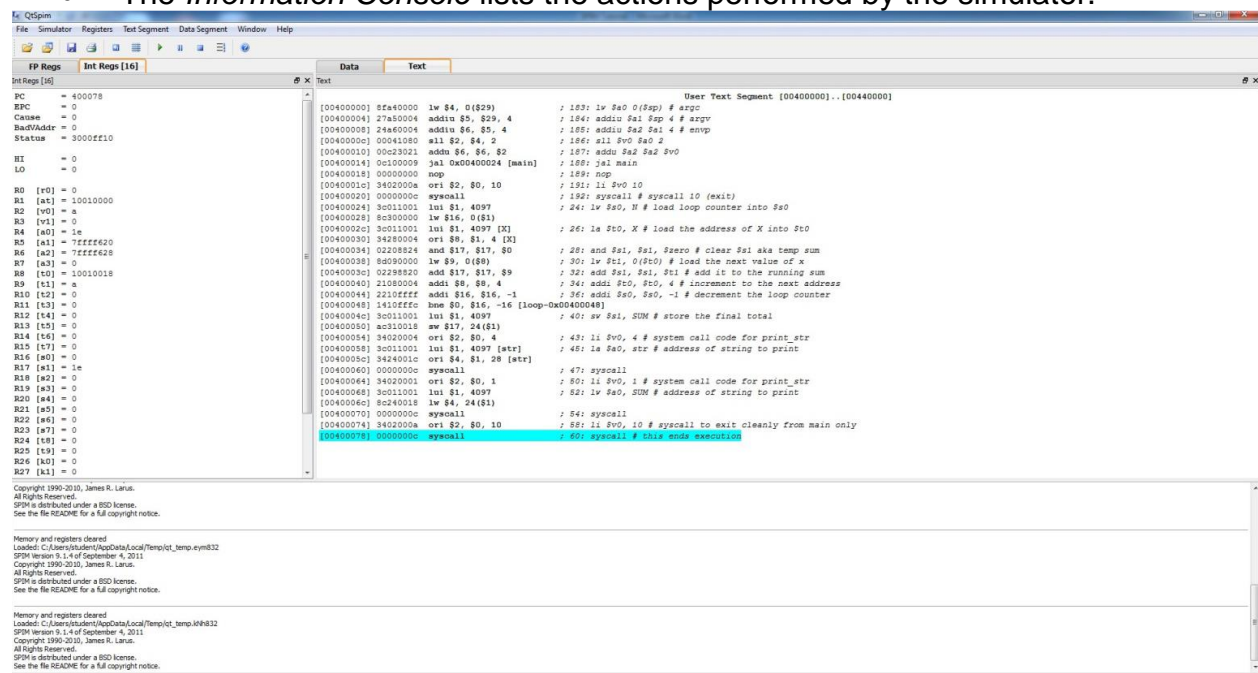 The Information Console lists the actions performed by the simulator.
QtSpim
File Simulator Registers Text Segment Data Segment Window Help
FP Regs Int Regs [16]
Data Text
Int Regs [16]
Text
PC = 400078
EPC = 0
Cause = 0
BadVAddr = 0
Status = 3000ff10
HI = 0
LO = 0
R0 [r0] = 0
R1 [at] = 10010000
R2 [v0] = a
R3 [v1] = 0
R4 [a0] = 1e
R5 [a1] = 7ffff620
R6 [a2] = 7ffff628
R7 [a3] = 0
R8 [t0] = 10010018
R9 [t1] = a
R10 [t2] = 0
R11 [t3] = 0
R12 [t4] = 0
R13 [t5] = 0
R14 [t6] = 0
R15 [t7] = 0
R16 [s0] = 0
R17 [s1] = 1e
R18 [s2] = 0
R19 [s3] = 0
R20 [s4] = 0
R21 [s5] = 0
R22 [s6] = 0
R23 [s7] = 0
R24 [t8] = 0
R25 [t9] = 0
R26 [k0] = 0
R27 [k1] = 0
User Text Segment [00400000]..[00440000]
[00400000] 8fa40000 lw $4, 0($29) ; 183: lw $a0 0($sp) # argc
[00400004] 27a50004 addiu $5, $29, 4 ; 184: addiu $a1 $sp 4 # argv
[00400008] 24a60004 addiu $6, $5, 4 ; 185: addiu $a2 $a1 4 # envp
[0040000c] 00041080 sll $2, $4, 2 ; 186: sll $v0 $a0 2
[00400010] 00c23021 addu $6, $6, $2 ; 187: addu $a2 $a2 $v0
[00400014] 0c100009 jal 0x00400024 [main] ; 188: jal main
[00400018] 00000000 nop ; 189: nop
[0040001c] 3402000a ori $2, $0, 10 ; 191: li $v0 10
[00400020] 0000000c syscall ; 192: syscall # syscall 10 (exit)
[00400024] 3c011001 lui $1, 4097 ; 24: lw $s0, N # load loop counter into $s0
[00400028] 8c300000 lw $16, 0($1)
[0040002c] 3c011001 lui $1, 4097 [X] ; 26: la $t0, X # load the address of X into $t0
[00400030] 34280004 ori $8, $1, 4 [X]
[00400034] 02208824 and $17, $17, $0 ; 28: and $s1, $s1, $zero # clear $s1 aka temp sum
[00400038] 8d090000 lw $9, 0($8) ; 30: lw $t1, 0($t0) # load the next value of x
[0040003c] 02298820 add $17, $17, $9 ; 32: add $s1, $s1, $t1 # add it to the running sum
[00400040] 21080004 addi $8, $8, 4 ; 34: addi $t0, $t0, 4 # increment to the next address
[00400044] 2210ffff addi $16, $16, -1 ; 36: addi $s0, $s0, -1 # decrement the loop counter
[00400048] 1410fffc bne $0, $16, -16 [loop-0x00400048]
[0040004c] 3c011001 lui $1, 4097 ; 40: sw $s1, SUM # store the final total
[00400050] ac310018 sw $17, 24($1)
[00400054] 34020004 ori $2, $0, 4 ; 43: li $v0, 4 # system call code for print_str
[00400058] 3c011001 lui $1, 4097 [str] ; 45: la $a0, str # address of string to print
[0040005c] 3424001c ori $4, $1, 28 [str]
[00400060] 0000000c syscall ; 47: syscall
[00400064] 34020001 ori $2, $0, 1 ; 50: li $v0, 1 # system call code for print_str
[00400068] 3c011001 lui $1, 4097 ; 52: lw $a0, SUM # address of string to print
[0040006c] 8c240018 lw $4, 24($1)
[00400070] 0000000c syscall ; 54: syscall
[00400074] 3402000a ori $2, $0, 10 ; 58: li $v0, 10 # syscall to exit cleanly from main only
[00400078] 0000000c syscall ; 60: syscall # this ends execution
Copyright 1990-2010, James R. Larus.
All Rights Reserved.
SPIM is distributed under a BSD license.
See the file README for a full copyright notice.
Memory and registers cleared
Loaded: C:/Users/student/AppData/Local/Temp/qt_temp.eym832
SPIM Version 9.1.4 of September 4, 2011
Copyright 1990-2010, James R. Larus.
All Rights Reserved.
SPIM is distributed under a BSD license.
See the file README for a full copyright notice.
Memory and registers cleared
Loaded: C:/Users/student/AppData/Local/Temp/qt_temp.kNh832
SPIM Version 9.1.4 of September 4, 2011
Copyright 1990-2010, James R. Larus.
All Rights Reserved.
SPIM is distributed under a BSD license.
See the file README for a full copyright notice.